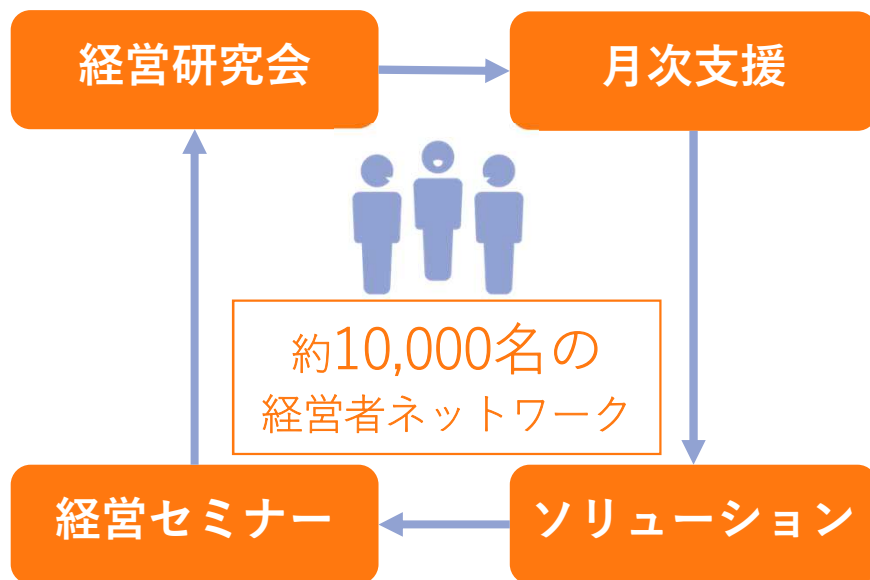 経営研究会
月次支援
約10,000名の
経営者ネットワーク
経営セミナー
ソリューション